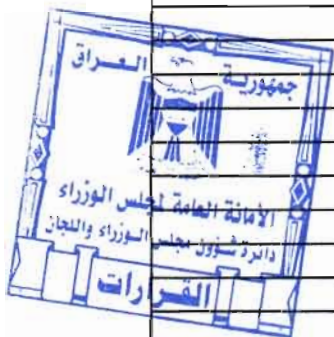 جمهورية العراق
الأمانة العامة لمجلس الوزراء
دائرة شؤون مجلس الوزراء واللجان
القرارات